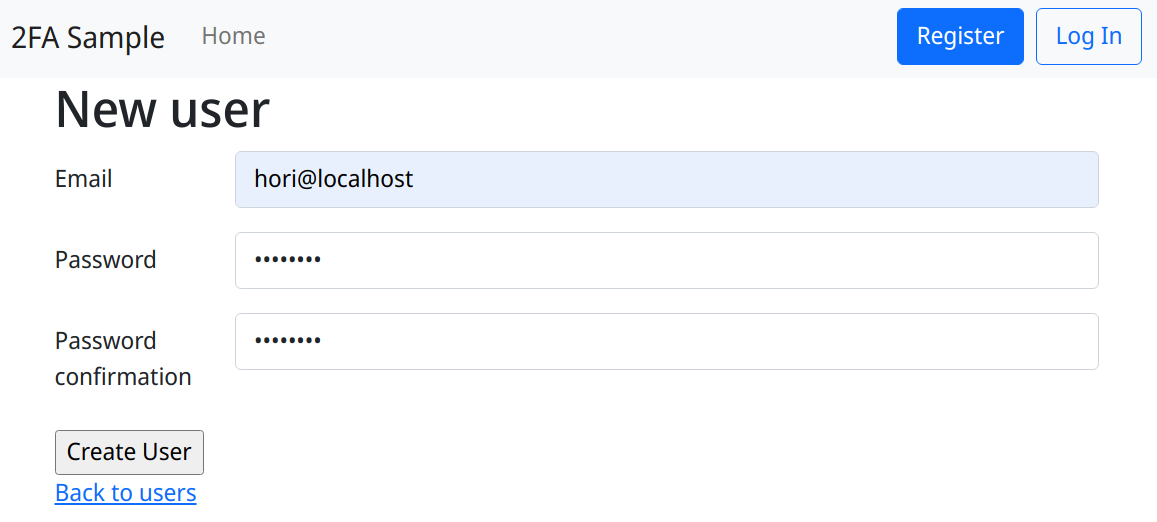 2FA Sample Home Register Log In
New user
Email hori@localhost
Password ••••••••
Password ••••••••
confirmation
Create User
Back to users